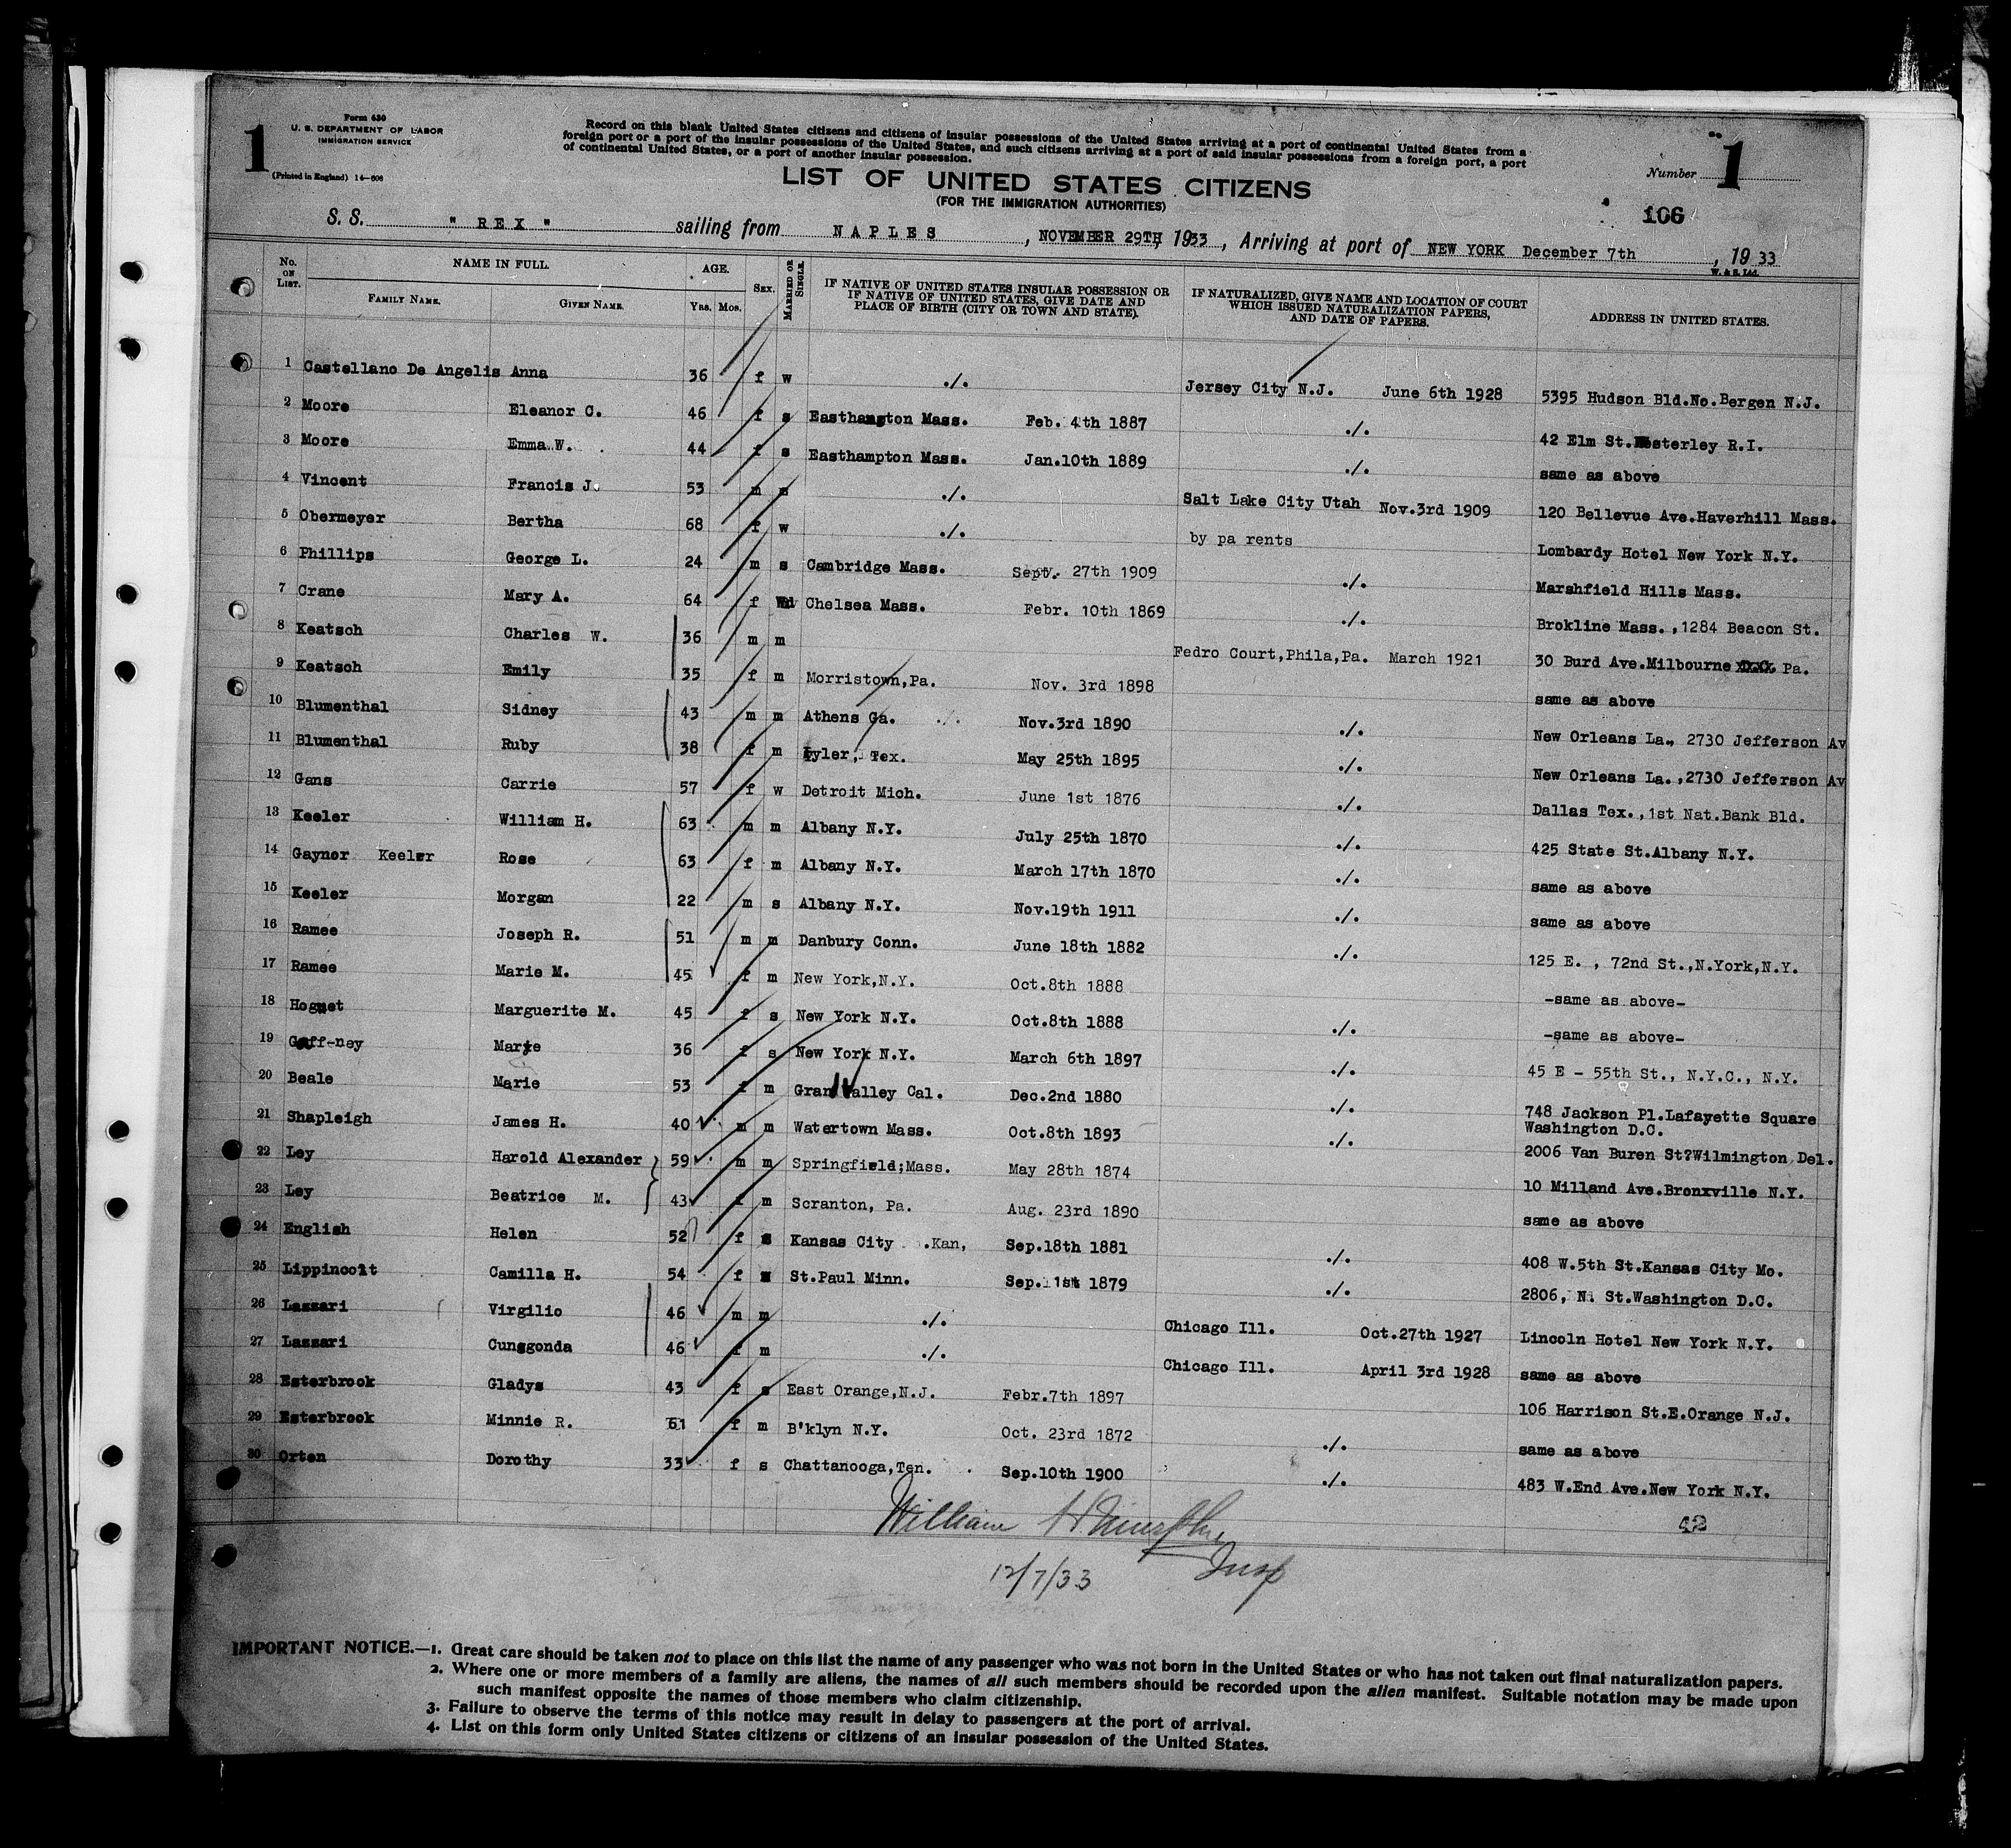 Form 630
U. S. DEPARTMENT OF LABOR
IMMIGRATION SERVICE
1
(Printed in England) 14—806
Record on this blank United States citizens and citizens of insular possessions of the United States arriving at a port of continental United States from a
foreign port or a port of the insular possessions of the United States, and such citizens arriving at a port of said insular possessions from a foreign port, a port
of continental United States, or a port of another insular possession.
LIST OF UNITED STATES CITIZENS
(FOR THE IMMIGRATION AUTHORITIES)
Number 1
106
S. S. " REX " sailing from NAPLES, NOVEMBER 29TH, 1933, Arriving at port of NEW YORK December 7th, 1933
W. & S. Ltd.
No. ON LIST. NAME IN FULL. FAMILY NAME. GIVEN NAME. AGE. YRS. MOS. SEX. MARRIED OR SINGLE. IF NATIVE OF UNITED STATES INSULAR POSSESSION OR IF NATIVE OF UNITED STATES, GIVE DATE AND PLACE OF BIRTH (CITY OR TOWN AND STATE). IF NATURALIZED, GIVE NAME AND LOCATION OF COURT WHICH ISSUED NATURALIZATION PAPERS, AND DATE OF PAPERS. ADDRESS IN UNITED STATES.
1 Castellano De Angelis Anna 36 f w ./. Jersey City N.J. June 6th 1928 5395 Hudson Bld.No.Bergen N.J.
2 Moore Eleanor C. 46 f s Easthampton Mass. Feb. 4th 1887 ./. 42 Elm St.Westerley R.I.
3 Moore Emma W. 44 f s Easthampton Mass. Jan.10th 1889 ./. same as above
4 Vincent Francis J. 53 m s ./. Salt Lake City Utah Nov.3rd 1909 120 Bellevue Ave.Haverhill Mass.
5 Obermeyer Bertha 68 f w ./. by pa rents Lombardy Hotel New York N.Y.
6 Phillips George L. 24 m s Cambridge Mass. Sept. 27th 1909 ./. Marshfield Hills Mass.
7 Crane Mary A. 64 f Wd Chelsea Mass. Febr. 10th 1869 ./. Brokline Mass.,1284 Beacon St.
8 Keatsch Charles W. 36 m m Fedro Court,Phila,Pa. March 1921 30 Burd Ave.Milbourne Pa.
9 Keatsch Emily 35 f m Morristown,Pa. Nov. 3rd 1898 same as above
10 Blumenthal Sidney 43 m m Athens Ga. Nov.3rd 1890 ./. New Orleans La., 2730 Jefferson Av
11 Blumenthal Ruby 38 f m Tyler, Tex. May 25th 1895 ./. New Orleans La.,2730 Jefferson Av
12 Gans Carrie 57 f w Detroit Mich. June 1st 1876 ./. Dallas Tex.,1st Nat.Bank Bld.
13 Keeler William H. 63 m m Albany N.Y. July 25th 1870 ./. 425 State St.Albany N.Y.
14 Gaynor Keeler Rose 63 f m Albany N.Y. March 17th 1870 ./. same as above
15 Keeler Morgan 22 m s Albany N.Y. Nov.19th 1911 ./. same as above
16 Ramee Joseph R. 51 m m Danbury Conn. June 18th 1882 ./. 125 E. , 72nd St.,N.York,N.Y.
17 Ramee Marie M. 45 f m New York,N.Y. Oct.8th 1888 -same as above-
18 Hoguet Marguerite M. 45 f s New York N.Y. Oct.8th 1888 ./. -same as above-
19 Gaff-ney Marye 36 f s New York N.Y. March 6th 1897 ./. 45 E - 55th St., N.Y.C., N.Y.
20 Beale Marie 53 f m Gran Valley Cal. Dec.2nd 1880 ./. 748 Jackson Pl.Lafayette Square
Washington D.C.
21 Shapleigh James H. 40 m m Watertown Mass. Oct.8th 1893 ./. 2006 Van Buren St?Wilmington Del.
22 Ley Harold Alexander 59 m m Springfield;Mass. May 28th 1874 10 Milland Ave.Bronxville N.Y.
23 Ley Beatrice M. 43 f m Scranton, Pa. Aug. 23rd 1890 same as above
24 English Helen 52 f s Kansas City .Kan, Sep.18th 1881 ./. 408 W.5th St.Kansas City Mo.
25 Lippincott Camilla H. 54 f St.Paul Minn. Sep. 1st 1879 ./. 2806, N. St.Washington D.C.
26 Lazzari Virgilio 46 m m ./. Chicago Ill. Oct.27th 1927 Lincoln Hotel New York N.Y.
27 Lazzari Cunegonda 46 f m ./. Chicago Ill. April 3rd 1928 same as above
28 Esterbrook Gladys 43 f s East Orange,N.J. Febr.7th 1897 106 Harrison St.E.Orange N.J.
29 Esterbrook Minnie R. 61 f m B'klyn N.Y. Oct. 23rd 1872 ./. same as above
30 Orten Dorothy 33 f s Chattanooga,Ten. Sep.10th 1900 ./. 483 W.End Ave.New York N.Y.
William H. Murphy
Insp
12/7/33
42
IMPORTANT NOTICE.—1. Great care should be taken not to place on this list the name of any passenger who was not born in the United States or who has not taken out final naturalization papers.
2. Where one or more members of a family are aliens, the names of all such members should be recorded upon the alien manifest. Suitable notation may be made upon
such manifest opposite the names of those members who claim citizenship.
3. Failure to observe the terms of this notice may result in delay to passengers at the port of arrival.
4. List on this form only United States citizens or citizens of an insular possession of the United States.